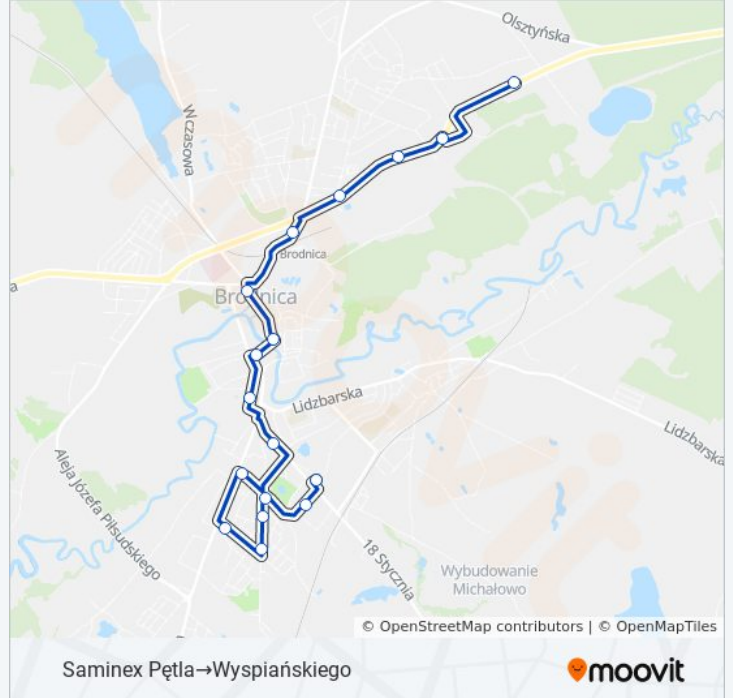 Olsztyńska
Wczasowa
Brodnica
Brodnica
a
Lidzbarska
Lidzbarska
Aleja Józefa Piłsudskiego
18 Stycznia
Wybudowanie
Michałowo
© OpenStreetMap contributors | © OpenMapTiles
Saminex Pętla→Wyspiańskiego
moovit